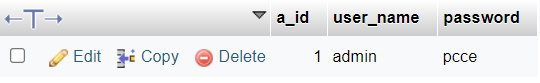 a_id user_name password
Edit Copy Delete 1 admin pcce